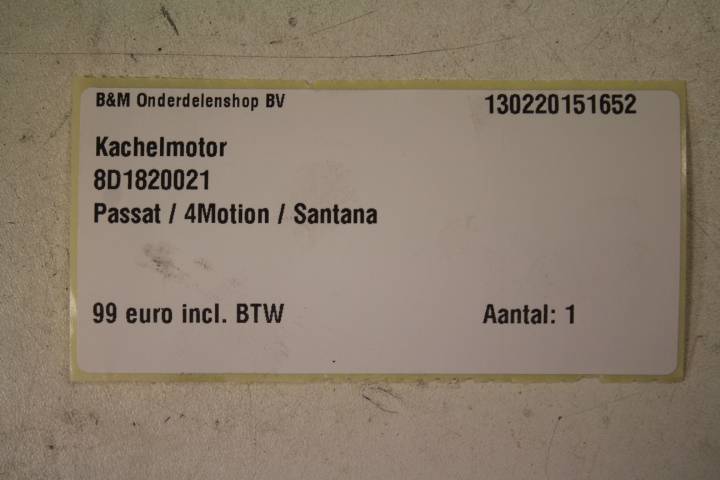 B&M Onderdelenshop BV 130220151652
Kachelmotor
8D1820021
Passat / 4Motion / Santana
99 euro incl. BTW Aantal: 1